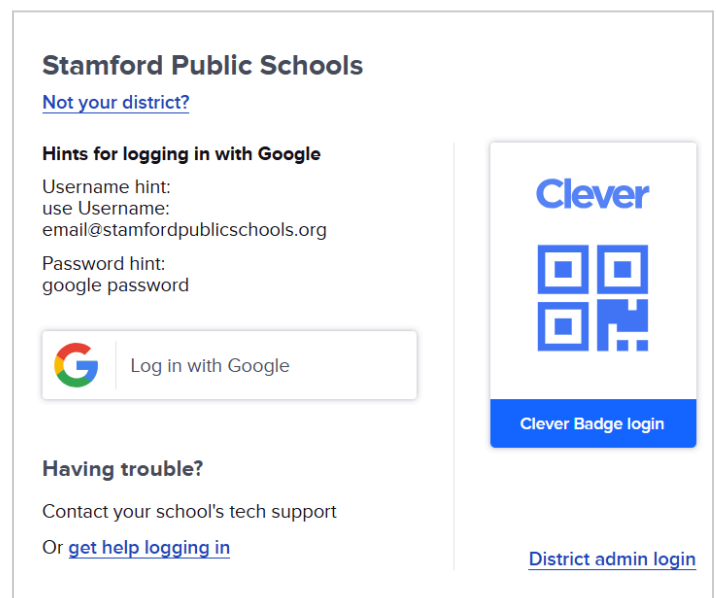 Stamford Public Schools
Not your district?
Hints for logging in with Google
Username hint:
use Username:
email@stamfordpublicschools.org
Password hint:
google password
Log in with Google
Having trouble?
Contact your school's tech support
Or get help logging in
Clever
Clever Badge login
District admin login